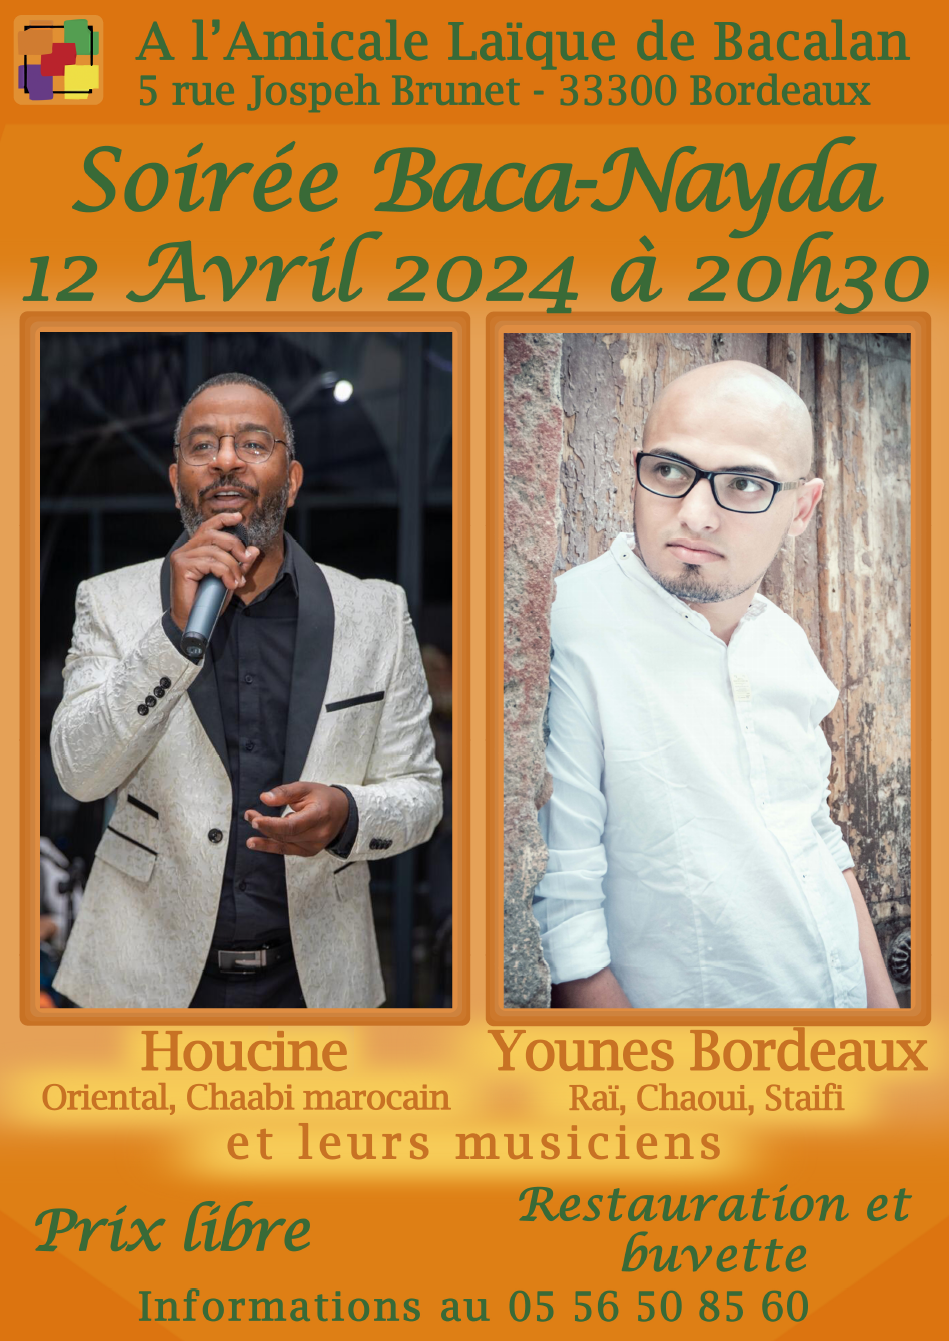 A l'Amicale Laïque de Bacalan
5 rue Jospeh Brunet - 33300 Bordeaux
Soirée Baca-Nayda
12 Avril 2024 à 20h30
Houcine
Oriental, Chaabi marocain
Younes Bordeaux
Raï, Chaoui, Staifi
et leurs musiciens
Prix libre
Restauration et
buvette
Informations au 05 56 50 85 60